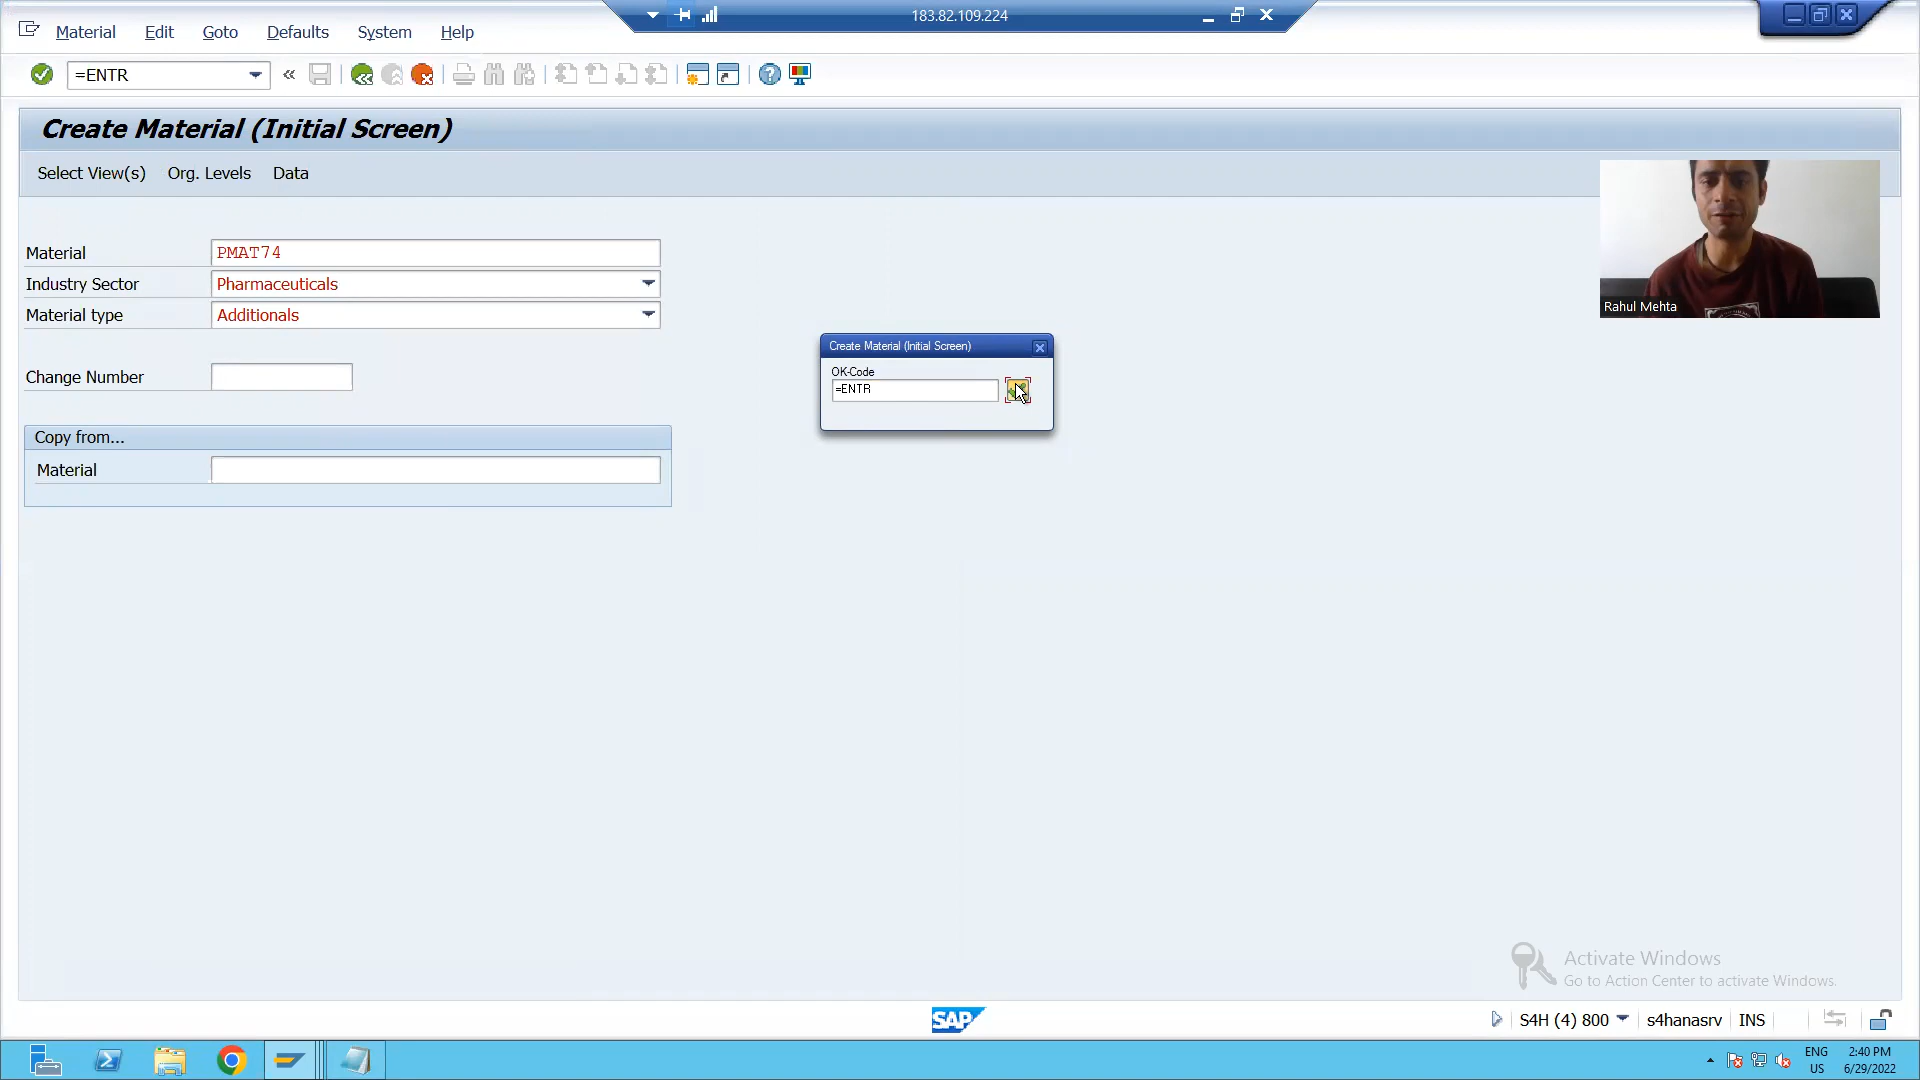 183.82.109.224
Material Edit Goto Defaults System Help
=ENTR
Create Material (Initial Screen)
Select View(s) Org. Levels Data
Material PMAT74
Industry Sector Pharmaceuticals
Material type Additionals
Rahul Mehta
Create Material (Initial Screen)
OK-Code
=ENTR
Change Number
Copy from...
Material
Activate Windows
Go to Action Center to activate Windows.
SAP
S4H (4) 800 s4hanasrv INS
ENG 2:40 PM
US 6/29/2022